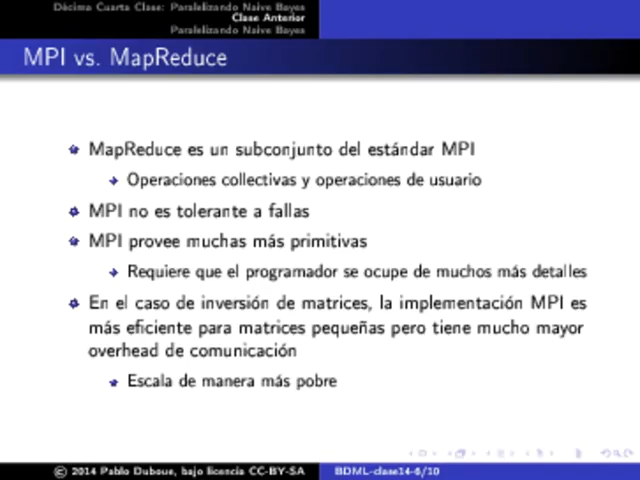 Décima Cuarta Clase: Paralelizando Naive Bayes
Clase Anterior
Paralelizando Naive Bayes
MPI vs. MapReduce
MapReduce es un subconjunto del estándar MPI
Operaciones collectivas y operaciones de usuario
MPI no es tolerante a fallas
MPI provee muchas más primitivas
Requiere que el programador se ocupe de muchos más detalles
En el caso de inversión de matrices, la implementación MPI es
más eficiente para matrices pequeñas pero tiene mucho mayor
overhead de comunicación
Escala de manera más pobre
© 2014 Pablo Duboue, bajo licencia CC-BY-SA
BDML-clase14-6/10